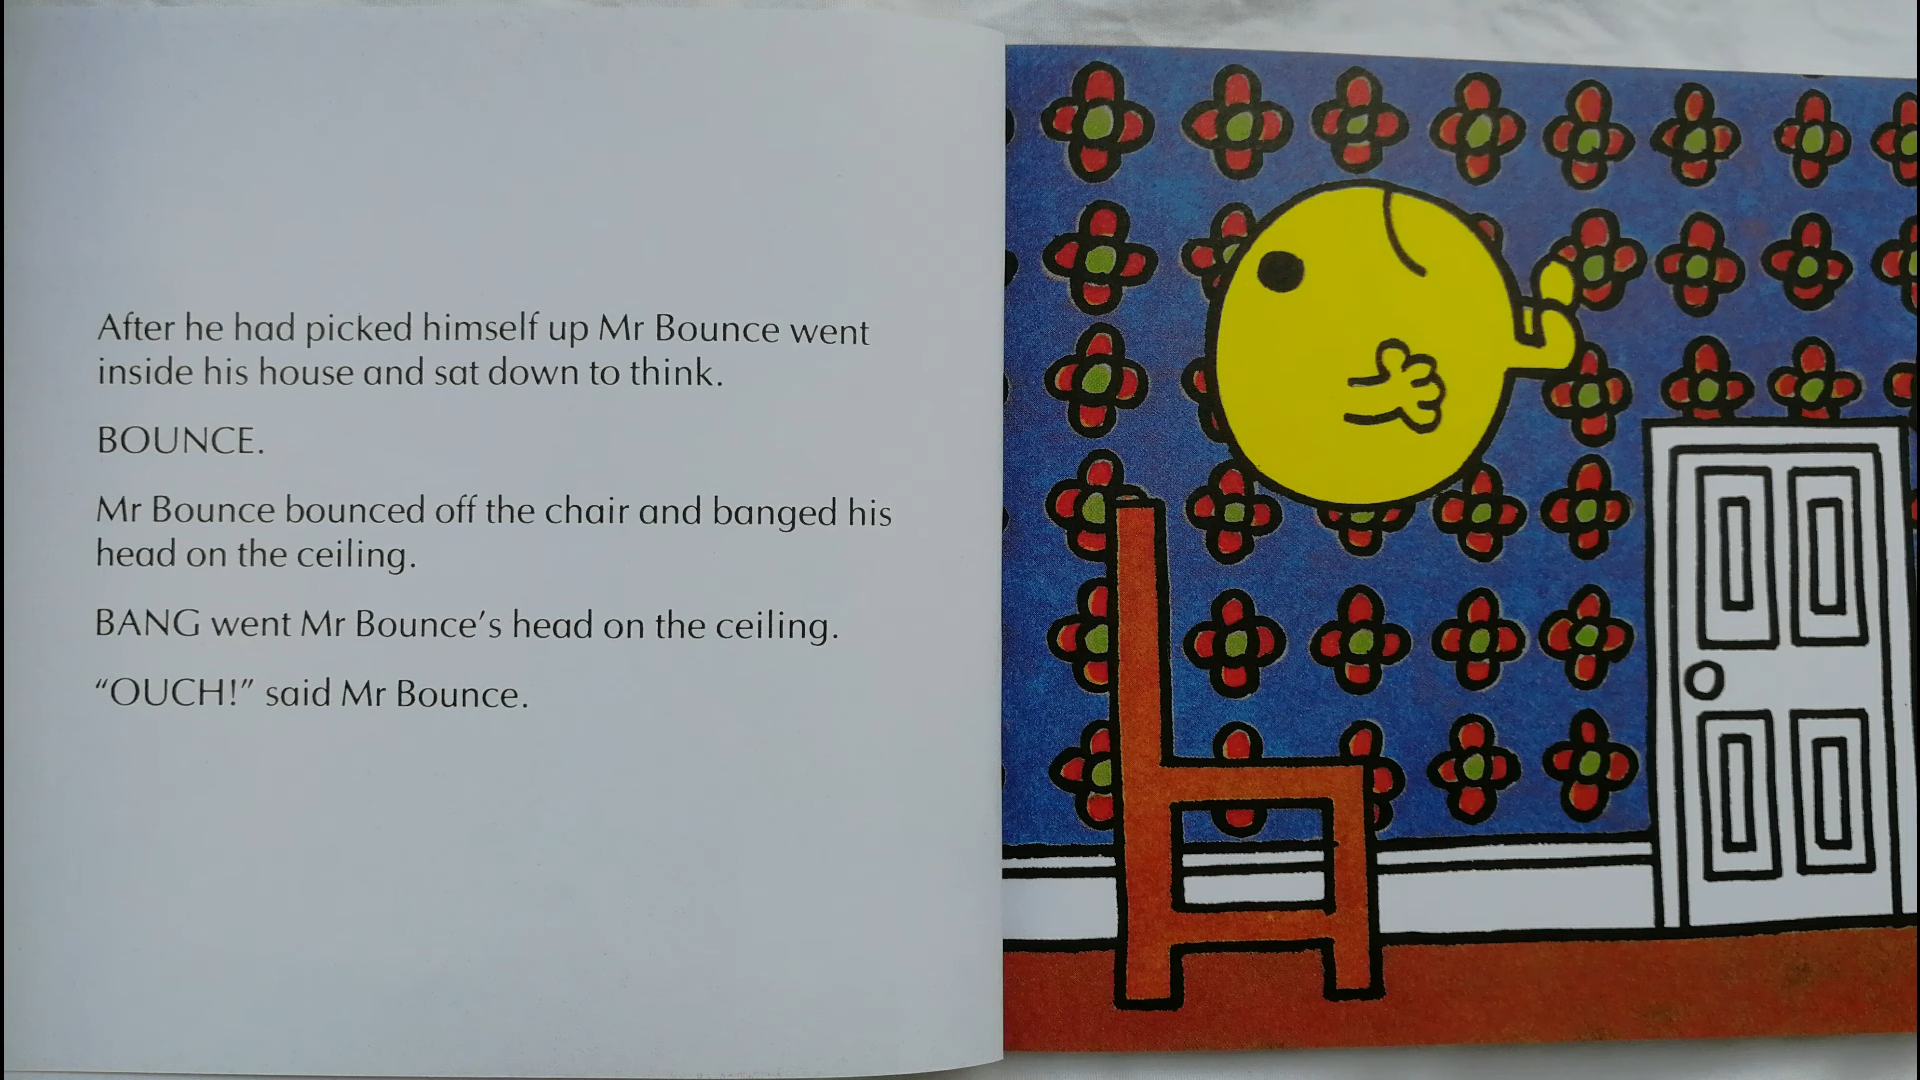 After he had picked himself up Mr Bounce went
inside his house and sat down to think.
BOUNCE.
Mr Bounce bounced off the chair and banged his
head on the ceiling.
BANG went Mr Bounce’s head on the ceiling.
“OUCH!” said Mr Bounce.